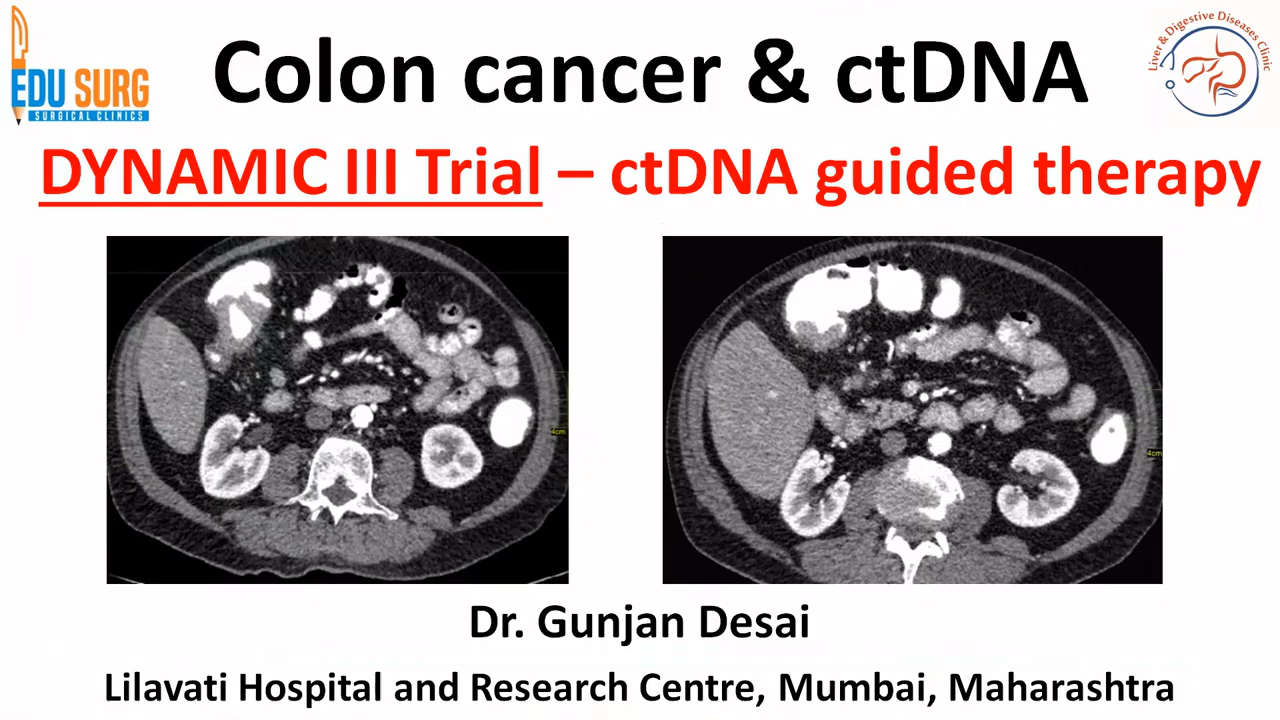 EDU SURG
SURGICAL CLINICS
Colon cancer & ctDNA
Liver & Digestive Diseases Clinic
DYNAMIC III Trial – ctDNA guided therapy
4cm
4cm
Dr. Gunjan Desai
Lilavati Hospital and Research Centre, Mumbai, Maharashtra